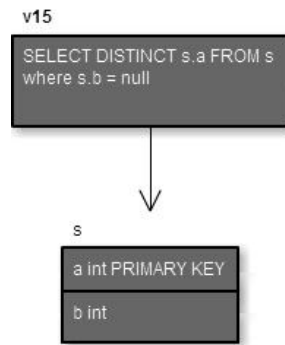 v15
SELECT DISTINCT s.a FROM s
where s.b = null
s
a int PRIMARY KEY
b int